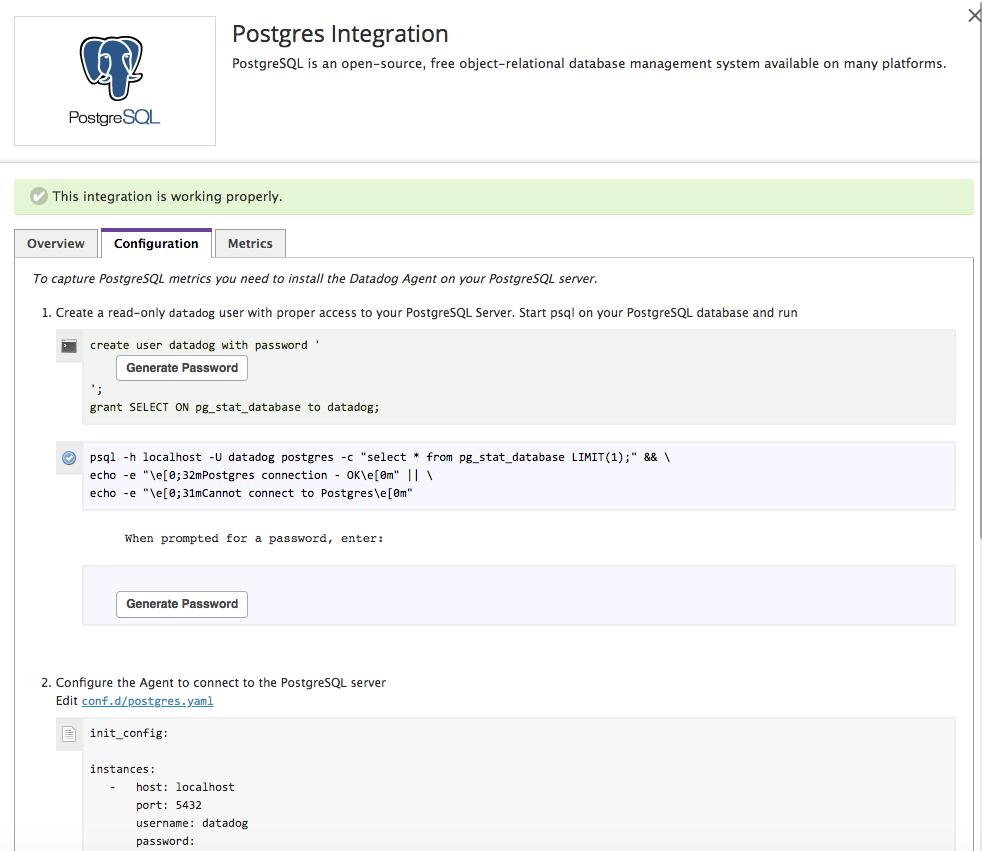 PostgreSQL
Postgres Integration
PostgreSQL is an open-source, free object-relational database management system available on many platforms.
This integration is working properly.
Overview
Configuration
Metrics
To capture PostgreSQL metrics you need to install the Datadog Agent on your PostgreSQL server.
1. Create a read-only datadog user with proper access to your PostgreSQL Server. Start psql on your PostgreSQL database and run
create user datadog with password '
Generate Password
';
grant SELECT ON pg_stat_database to datadog;
psql -h localhost -U datadog postgres -c "select * from pg_stat_database LIMIT(1);" && \
echo -e "\e[0;32mPostgres connection - OK\e[0m" || \
echo -e "\e[0;31mCannot connect to Postgres\e[0m"
When prompted for a password, enter:
Generate Password
2. Configure the Agent to connect to the PostgreSQL server
Edit conf.d/postgres.yaml
init_config:
instances:
- host: localhost
port: 5432
username: datadog
password: